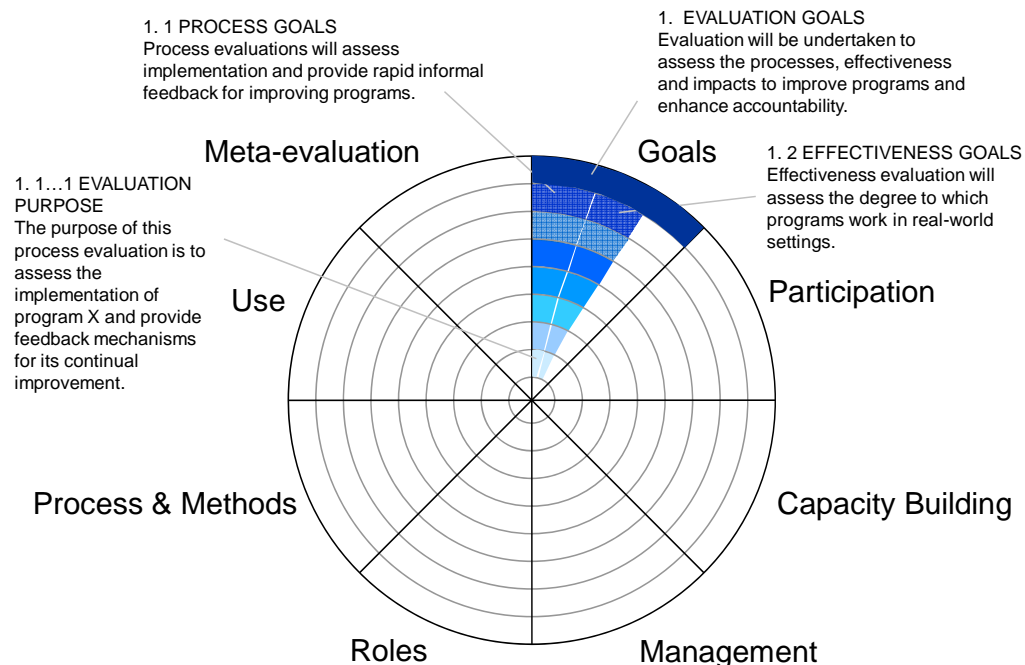 1. 1 PROCESS GOALS
Process evaluations will assess
implementation and provide rapid informal
feedback for improving programs.
1. EVALUATION GOALS
Evaluation will be undertaken to
assess the processes, effectiveness
and impacts to improve programs and
enhance accountability.
Meta-evaluation
Goals
1. 2 EFFECTIVENESS GOALS
Effectiveness evaluation will
assess the degree to which
programs work in real-world
settings.
1. 1...1 EVALUATION
PURPOSE
The purpose of this
process evaluation is to
assess the
implementation of
program X and provide
feedback mechanisms
for its continual
improvement.
Use
Participation
Process & Methods
Capacity Building
Roles
Management